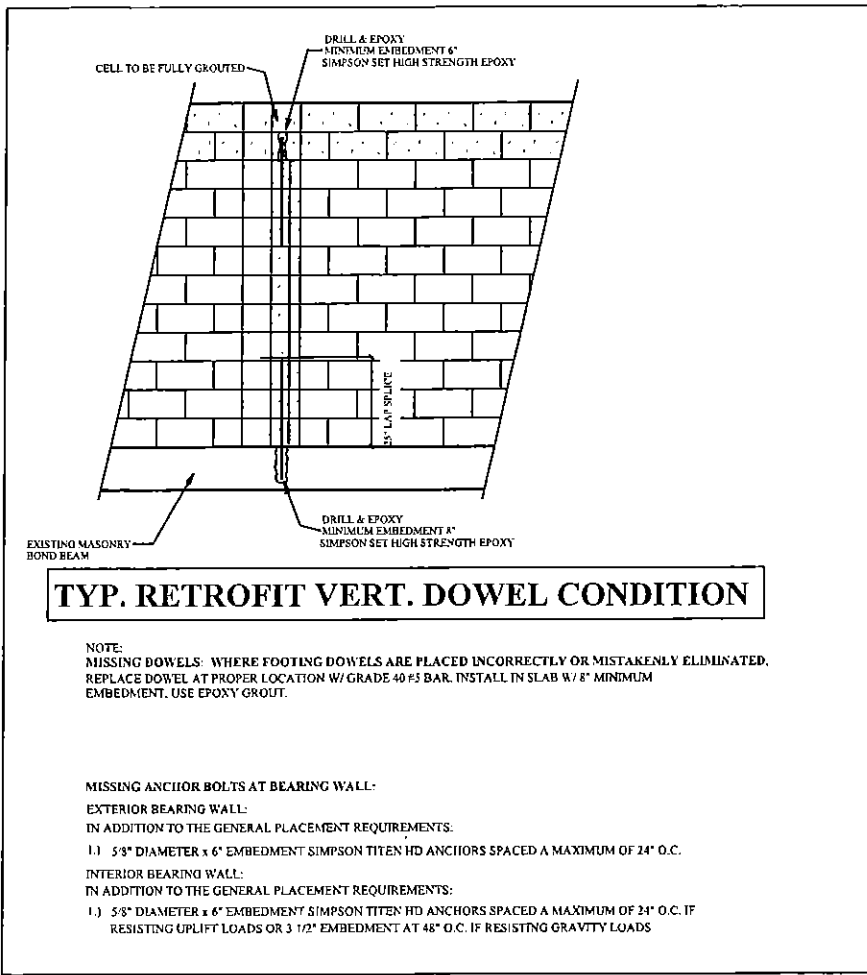 DRILL & EPOXY
MINIMUM EMBEDMENT 6"
SIMPSON SET HIGH STRENGTH EPOXY
CELL TO BE FULLY GROUTED
25" LAP SPLICE
DRILL & EPOXY
MINIMUM EMBEDMENT 8"
SIMPSON SET HIGH STRENGTH EPOXY
EXISTING MASONRY
BOND BEAM
TYP. RETROFIT VERT. DOWEL CONDITION
NOTE:
MISSING DOWELS: WHERE FOOTING DOWELS ARE PLACED INCORRECTLY OR MISTAKENLY ELIMINATED,
REPLACE DOWEL AT PROPER LOCATION W/ GRADE 40 #5 BAR. INSTALL IN SLAB W/ 8" MINIMUM
EMBEDMENT. USE EPOXY GROUT.
MISSING ANCHOR BOLTS AT BEARING WALL:
EXTERIOR BEARING WALL:
IN ADDITION TO THE GENERAL PLACEMENT REQUIREMENTS:
1.) 5/8" DIAMETER x 6" EMBEDMENT SIMPSON TITEN HD ANCHORS SPACED A MAXIMUM OF 24" O.C.
INTERIOR BEARING WALL:
IN ADDITION TO THE GENERAL PLACEMENT REQUIREMENTS:
1.) 5/8" DIAMETER x 6" EMBEDMENT SIMPSON TITEN HD ANCHORS SPACED A MAXIMUM OF 24" O.C. IF
RESISTING UPLIFT LOADS OR 3 1/2" EMBEDMENT AT 48" O.C. IF RESISTING GRAVITY LOADS